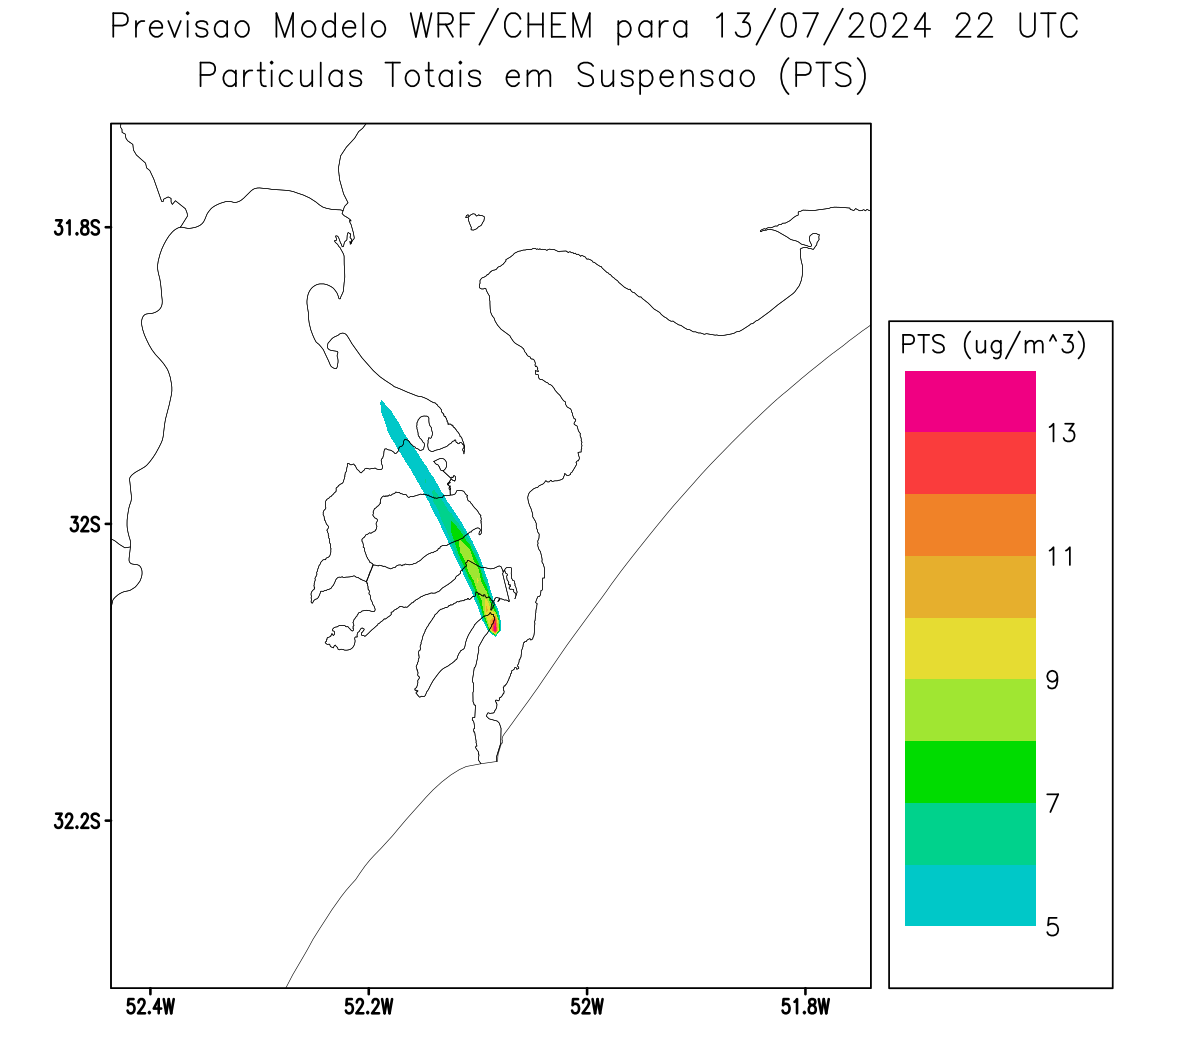 Previsao Modelo WRF/CHEM para 13/07/2024 22 UTC
Particulas Totais em Suspensao (PTS)
31.8S
32S
32.2S
52.4W
52.2W
52W
51.8W
PTS (ug/m^3)
13
11
9
7
5